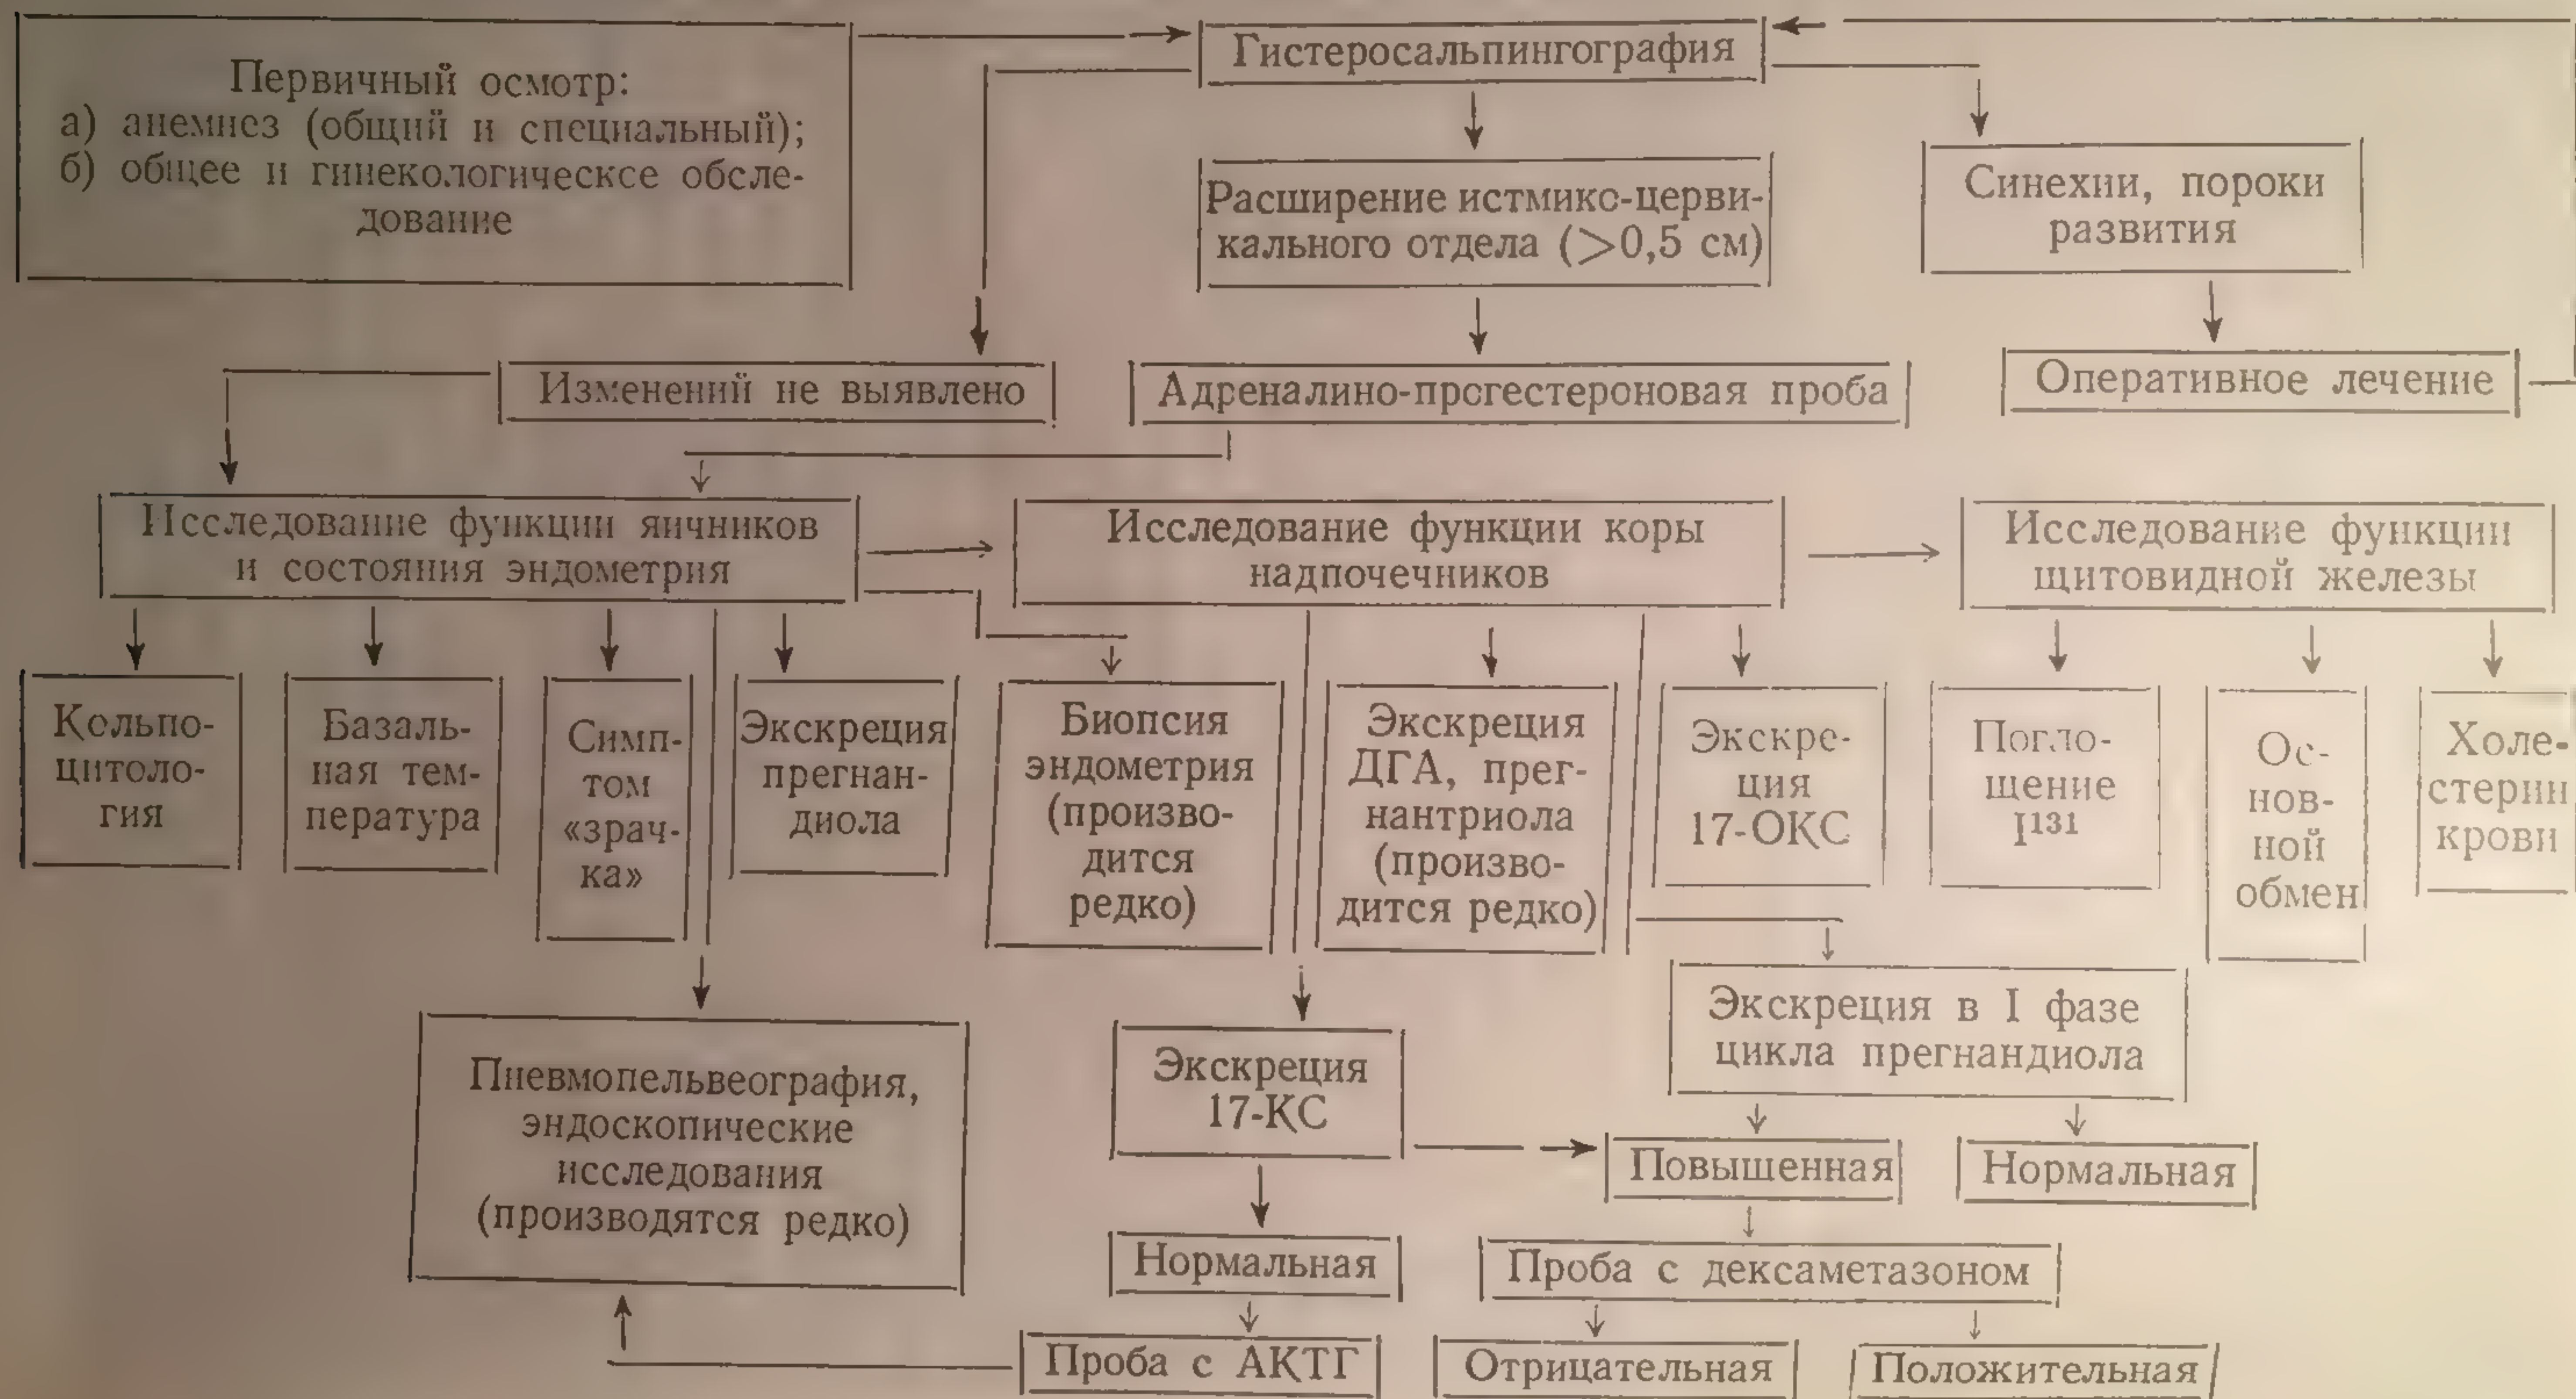 Первичный осмотр:
а) анемнез (общий и специальный);
б) общее и гинекологическсе обсле-
дование
Гистеросальпингография
Расширение истмико-церви-
кального отдела (>0,5 см)
Синехии, пороки
развития
Изменений не выявлено
Адреналино-прогестероновая проба
Оперативное лечение
Исследование функции яичников
и состояния эндометрия
Исследование функции коры
надпочечников
Исследование функции
щитовидной железы
Кольпо-
цитоло-
гия
Базаль-
ная тем-
пература
Симп-
том
«зрач-
ка»
Экскреция
прегнан-
диола
Биопсия
эндометрия
(произво-
дится
редко)
Экскреция
ДГА, прег-
нантриола
(произво-
дится редко)
Экскре-
ция
17-ОКС
Погло-
щение
I¹³¹
Ос-
нов-
ной
обмен
Холе-
стерин
крови
Пневмопельвеография,
эндоскопические
исследования
(производятся редко)
Экскреция
17-КС
Экскреция в I фазе
цикла прегнандиола
Повышенная
Нормальная
Нормальная
Проба с дексаметазоном
Проба с АКТГ
Отрицательная
Положительная